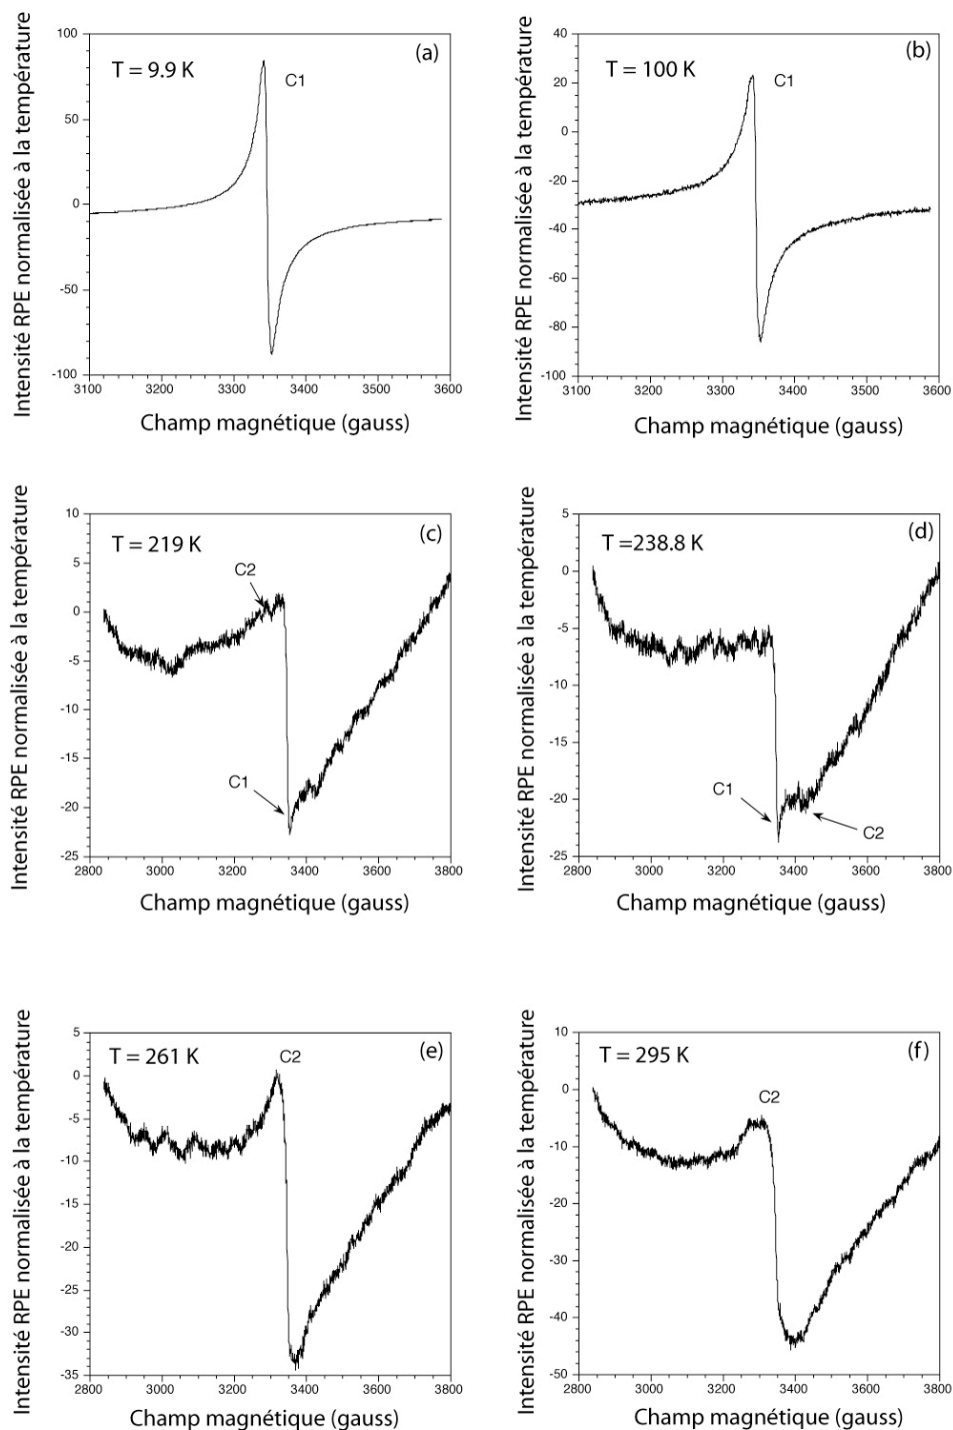 Intensité RPE normalisée à la température
100
50
0
-50
-100
T = 9.9 K
(a)
C1
3100 3200 3300 3400 3500 3600
Champ magnétique (gauss)
Intensité RPE normalisée à la température
40
20
0
-20
-40
-60
-80
-100
T = 100 K
(b)
C1
3100 3200 3300 3400 3500 3600
Champ magnétique (gauss)
Intensité RPE normalisée à la température
10
5
0
-5
-10
-15
-20
-25
T = 219 K
(c)
C2
C1
2800 3000 3200 3400 3600 3800
Champ magnétique (gauss)
Intensité RPE normalisée à la température
5
0
-5
-10
-15
-20
-25
T =238.8 K
(d)
C1
C2
2800 3000 3200 3400 3600 3800
Champ magnétique (gauss)
Intensité RPE normalisée à la température
5
0
-5
-10
-15
-20
-25
-30
-35
T = 261 K
(e)
C2
2800 3000 3200 3400 3600 3800
Champ magnétique (gauss)
Intensité RPE normalisée à la température
10
0
-10
-20
-30
-40
-50
T = 295 K
(f)
C2
2800 3000 3200 3400 3600 3800
Champ magnétique (gauss)